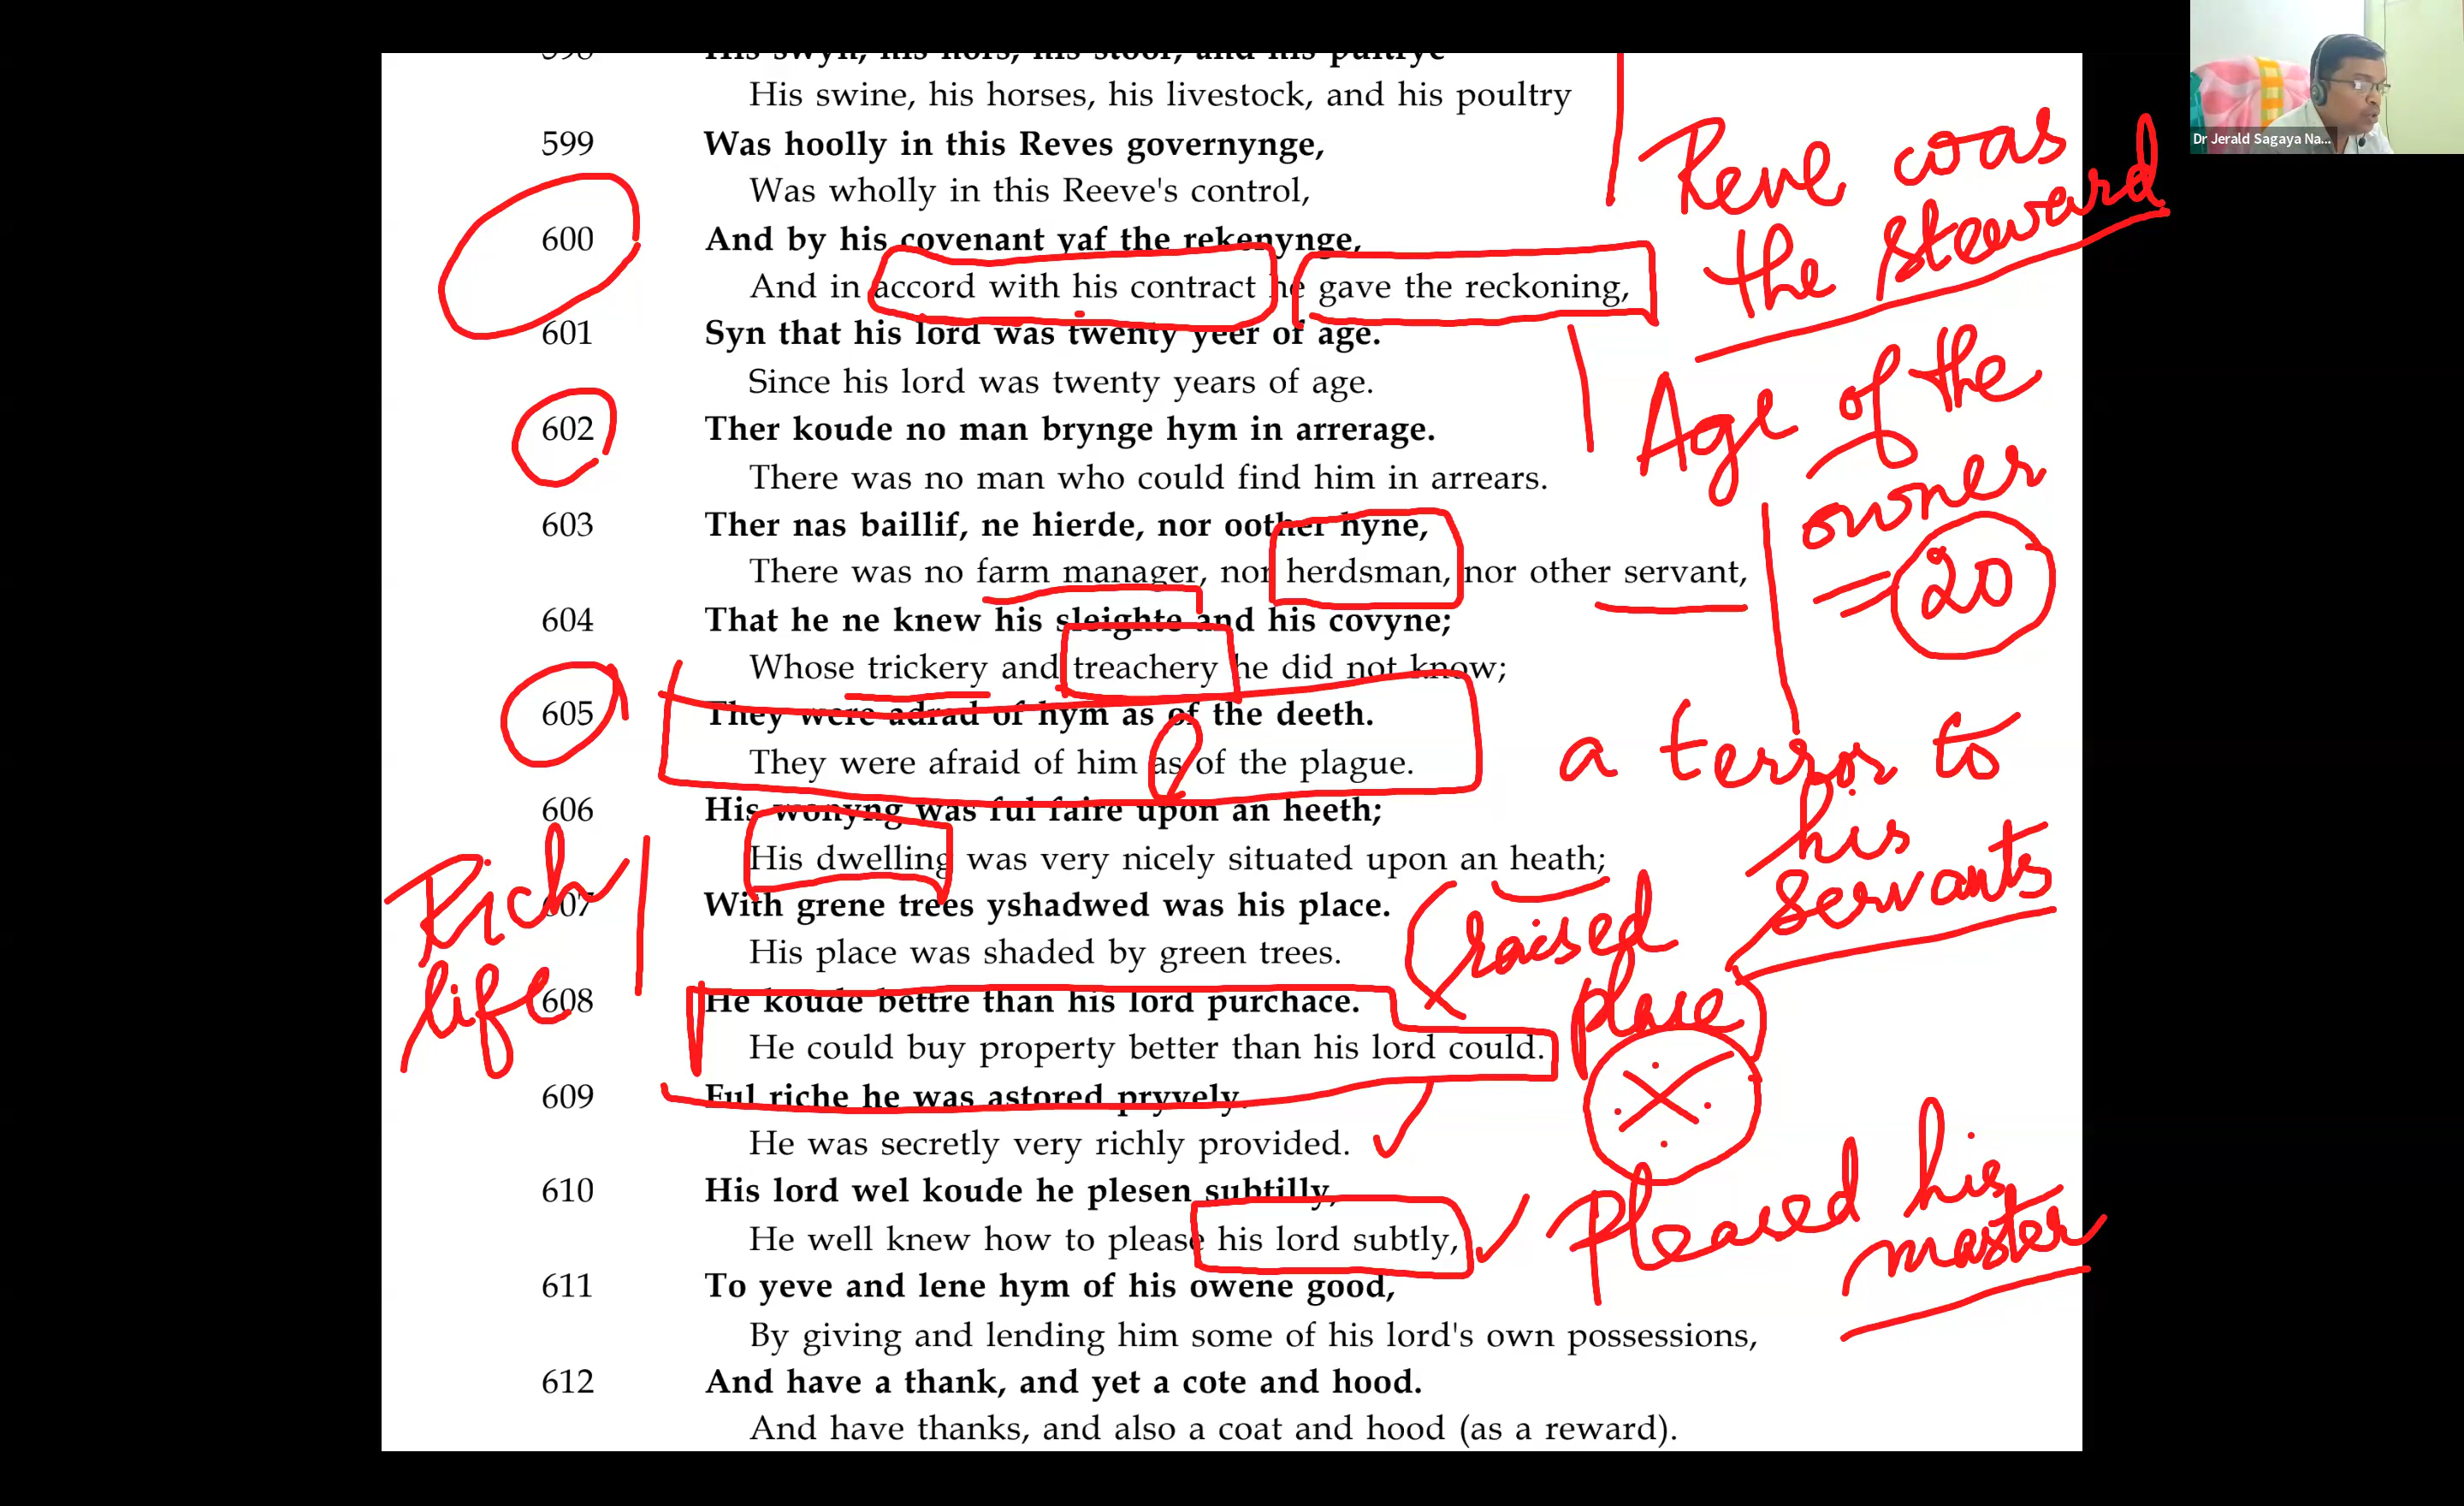 598 His swyn, his hors, his stoor, and his pultrye
His swine, his horses, his livestock, and his poultry
599 Was hoolly in this Reves governynge,
Was wholly in this Reeve's control,
600 And by his covenant yaf the rekenynge,
And in accord with his contract he gave the reckoning,
601 Syn that his lord was twenty yeer of age.
Since his lord was twenty years of age.
602 Ther koude no man brynge hym in arrerage.
There was no man who could find him in arrears.
603 Ther nas baillif, ne hierde, nor oother hyne,
There was no farm manager, nor herdsman, nor other servant,
604 That he ne knew his sleighte and his covyne;
Whose trickery and treachery he did not know;
605 They were adrad of hym as of the deeth.
They were afraid of him as of the plague.
606 His wonyng was ful faire upon an heeth;
His dwelling was very nicely situated upon an heath;
607 With grene trees yshadwed was his place.
His place was shaded by green trees.
608 He koude bettre than his lord purchace.
He could buy property better than his lord could.
609 Ful riche he was astored pryvely.
He was secretly very richly provided.
610 His lord wel koude he plesen subtilly,
He well knew how to please his lord subtly,
611 To yeve and lene hym of his owene good,
By giving and lending him some of his lord's own possessions,
612 And have a thank, and yet a cote and hood.
And have thanks, and also a coat and hood (as a reward).
Reve was
the steward
Age of the
owner
= 20
a terror to
his
servants
(raised
place)
Pleased his
master
Rich
life
Dr Jerald Sagaya Na...